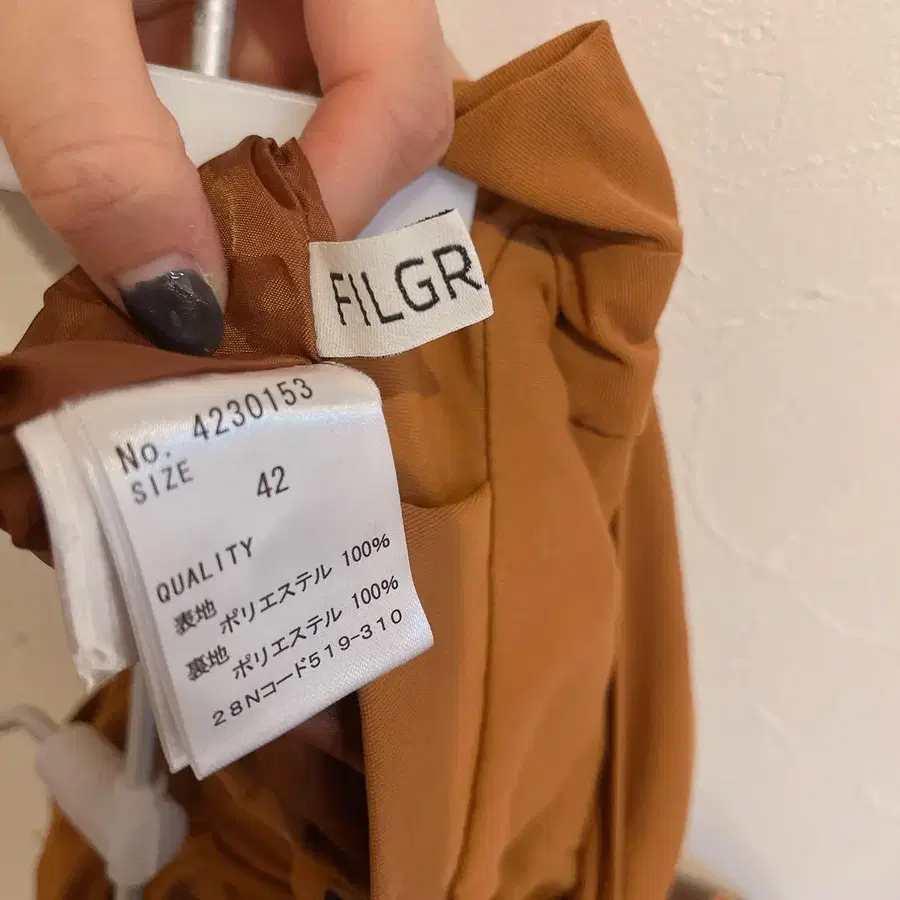 FILGR
No. 4230153
SIZE 42
QUALITY
表地 ポリエステル 100%
裏地 ポリエステル 100%
28Nコード519-310